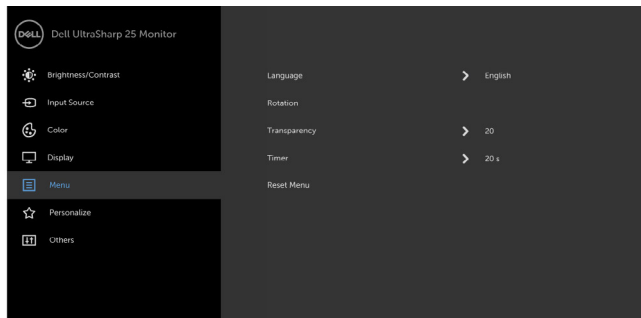 DELL Dell UltraSharp 25 Monitor
Brightness/Contrast
Input Source
Color
Display
Menu
Personalize
Others
Language English
Rotation
Transparency 20
Timer 20 s
Reset Menu